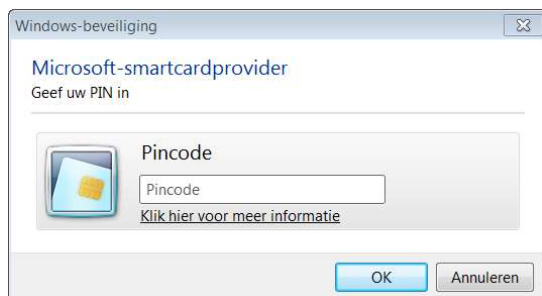 Windows-beveiliging
Microsoft-smartcardprovider
Geef uw PIN in
Pincode
Pincode
Klik hier voor meer informatie
OK
Annuleren